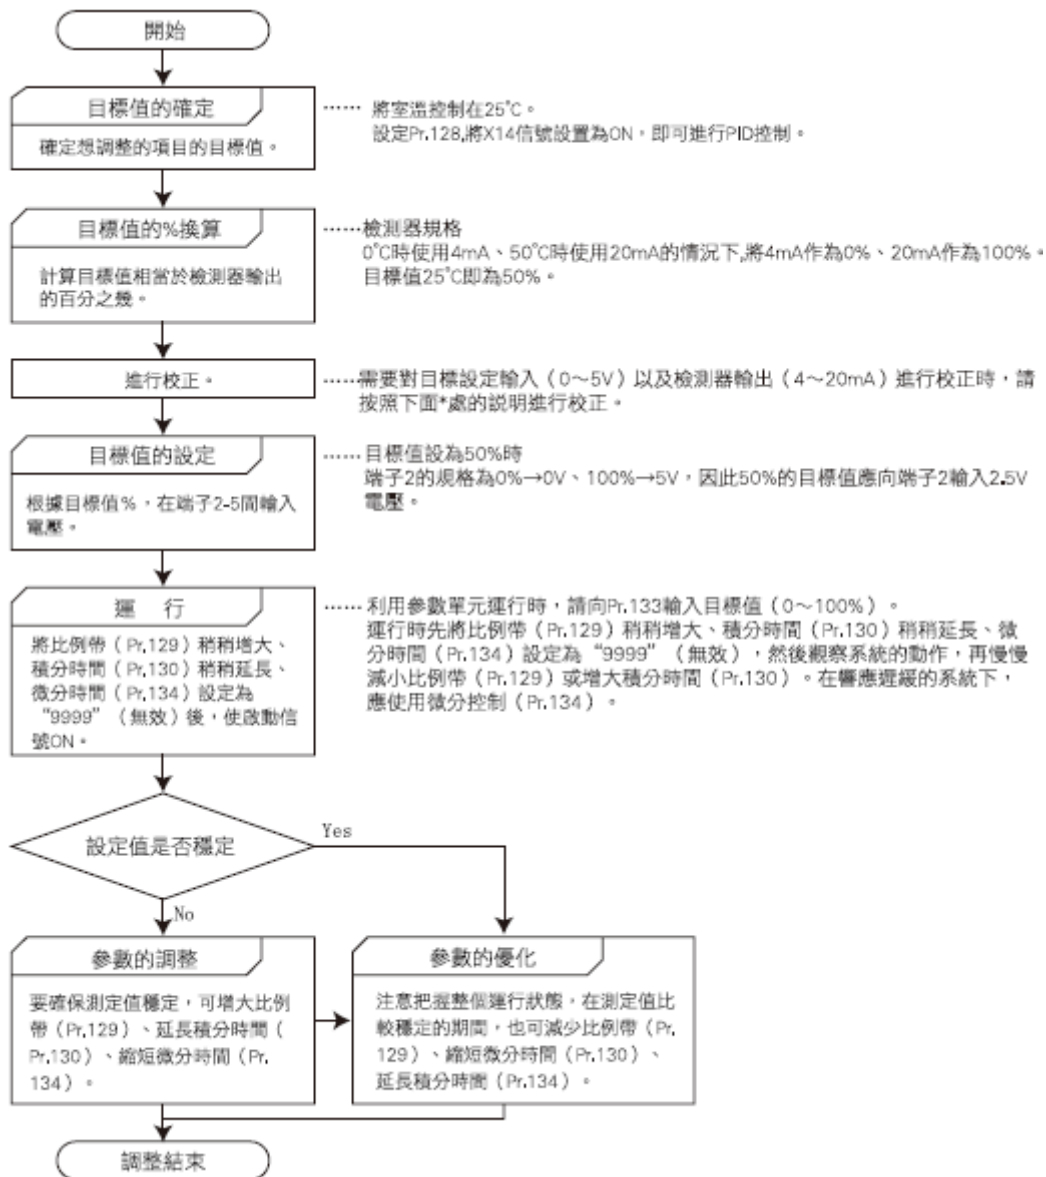 開始
目標值的確定
確定想調整的項目的目標值。
…… 將室溫控制在25°C。
設定Pr.128,將X14信號設置為ON，即可進行PID控制。
目標值的%換算
計算目標值相當於檢測器輸出
的百分之幾。
……檢測器規格
0°C時使用4mA、50°C時使用20mA的情況下,將4mA作為0%、20mA作為100%。
目標值25°C即為50%。
進行校正。
……需要對目標設定輸入（0～5V）以及檢測器輸出（4～20mA）進行校正時，請
按照下面*處的説明進行校正。
目標值的設定
根據目標值%，在端子2-5間輸入
電壓。
…… 目標值設為50%時
端子2的規格為0%→0V、100%→5V，因此50%的目標值應向端子2輸入2.5V
電壓。
運 行
將比例帶（Pr.129）稍稍增大、
積分時間（Pr.130）稍稍延長、
微分時間（Pr.134）設定為
“9999”（無效）後，使啟動信
號ON。
…… 利用參數單元運行時，請向Pr.133輸入目標值（0～100%）。
運行時先將比例帶（Pr.129）稍稍增大、積分時間（Pr.130）稍稍延長、微
分時間（Pr.134）設定為“9999”（無效），然後觀察系統的動作，再慢慢
減小比例帶（Pr.129）或增大積分時間（Pr.130）。在響應遲緩的系統下，
應使用微分控制（Pr.134）。
設定值是否穩定
Yes
No
參數的調整
要確保測定值穩定，可增大比例
帶（Pr.129）、延長積分時間（
Pr.130）、縮短微分時間（Pr.
134）。
參數的優化
注意把握整個運行狀態，在測定值比
較穩定的期間，也可減少比例帶（Pr.
129）、縮短微分時間（Pr.130）、
延長積分時間（Pr.134）。
調整結束